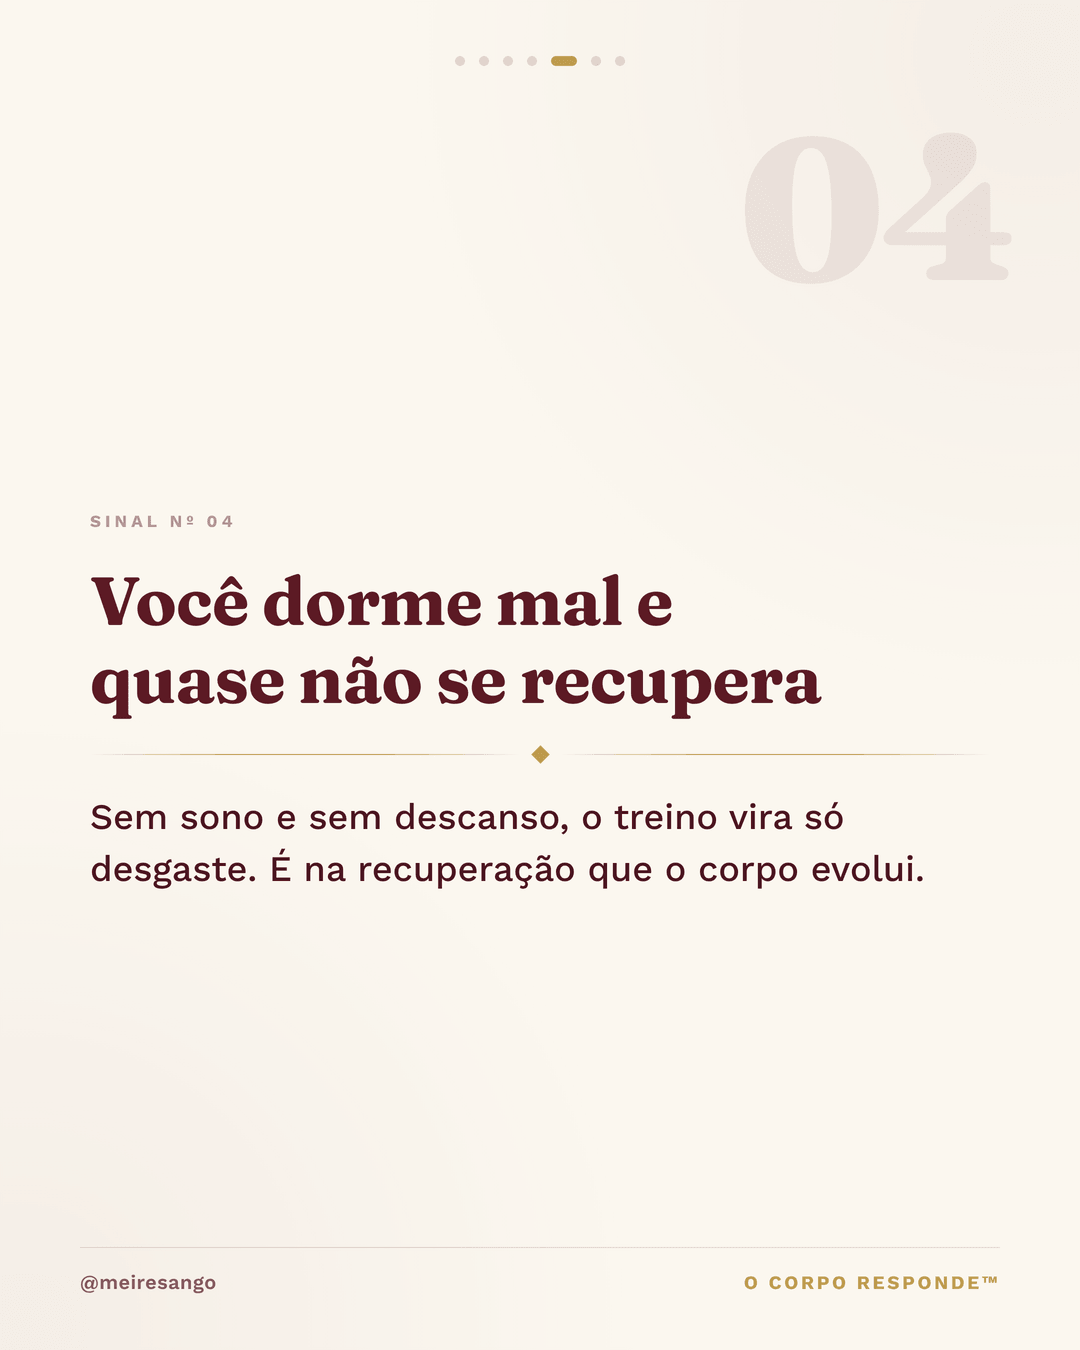 04
SINAL Nº 04
Você dorme mal e
quase não se recupera
Sem sono e sem descanso, o treino vira só
desgaste. É na recuperação que o corpo evolui.
@meiresango
O CORPO RESPONDE™